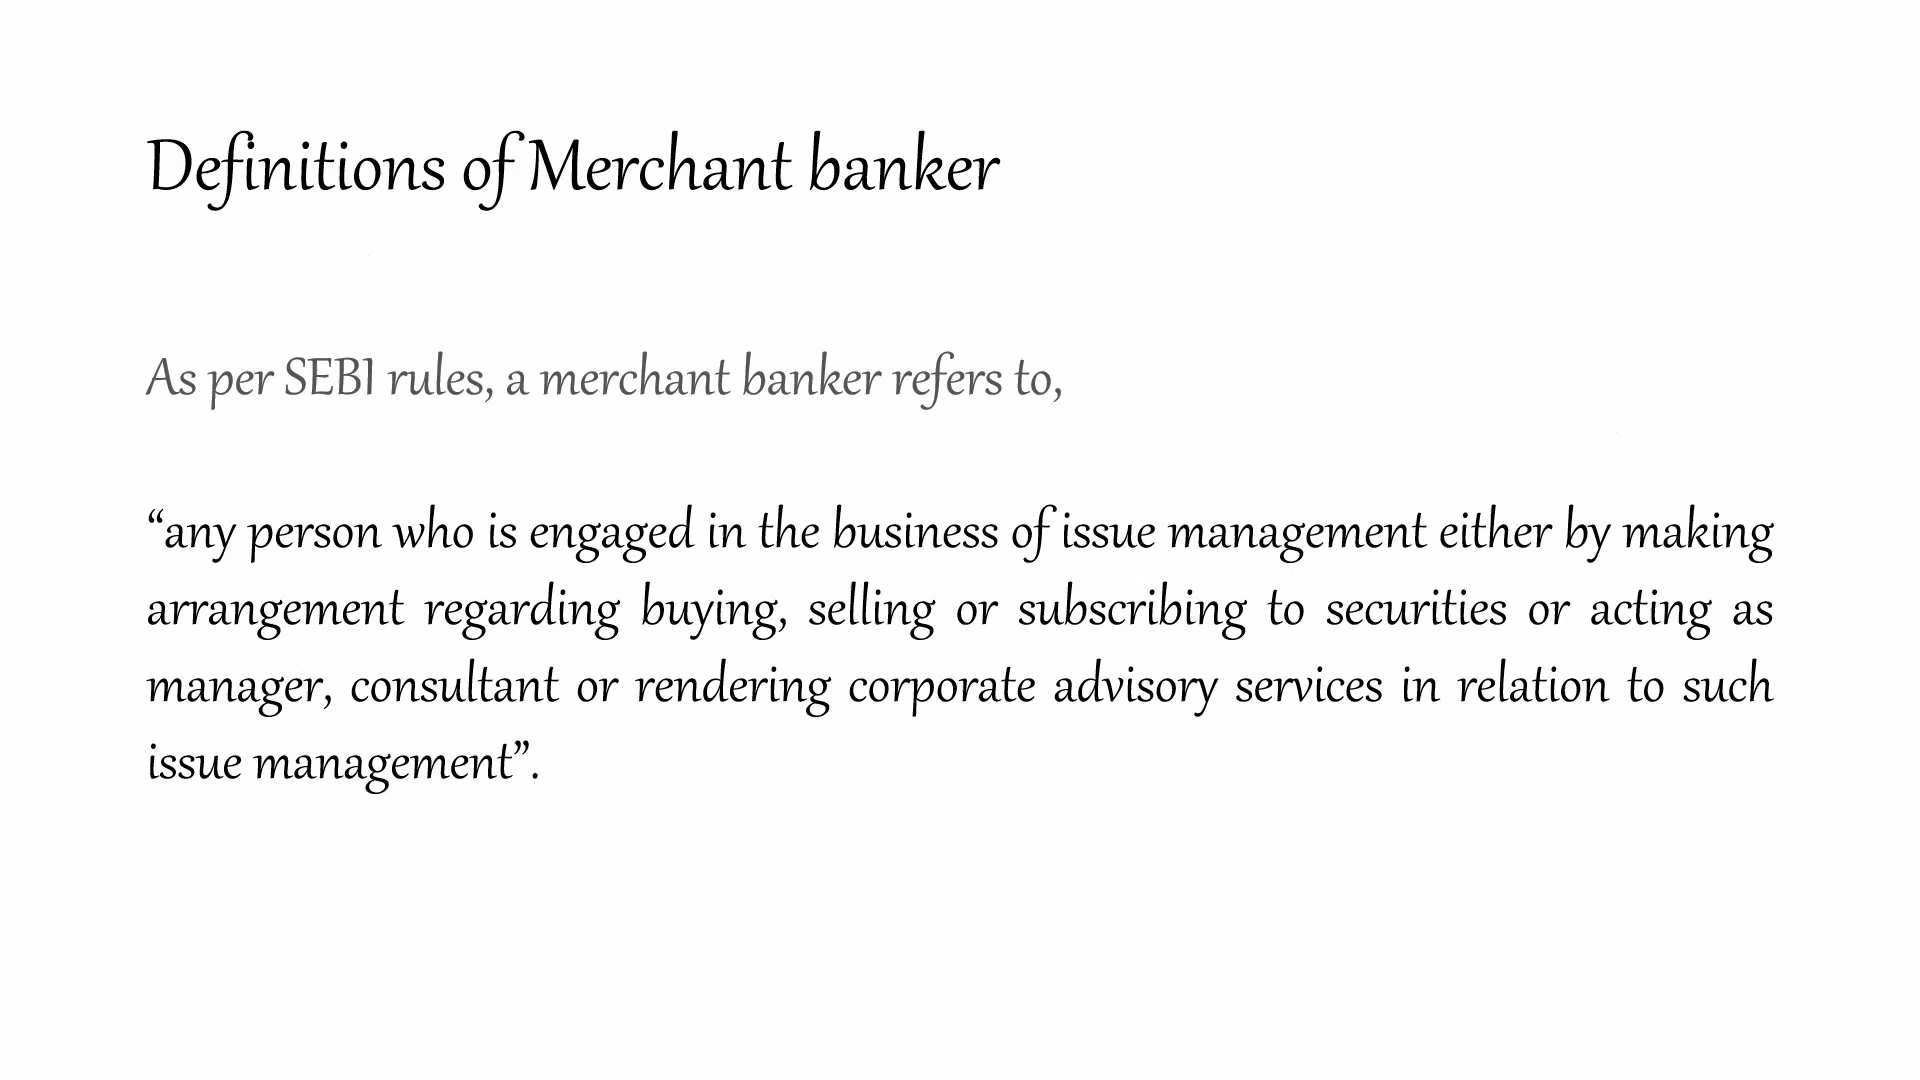 Definitions of Merchant banker
As per SEBI rules, a merchant banker refers to,
“any person who is engaged in the business of issue management either by making
arrangement regarding buying, selling or subscribing to securities or acting as
manager, consultant or rendering corporate advisory services in relation to such
issue management”.